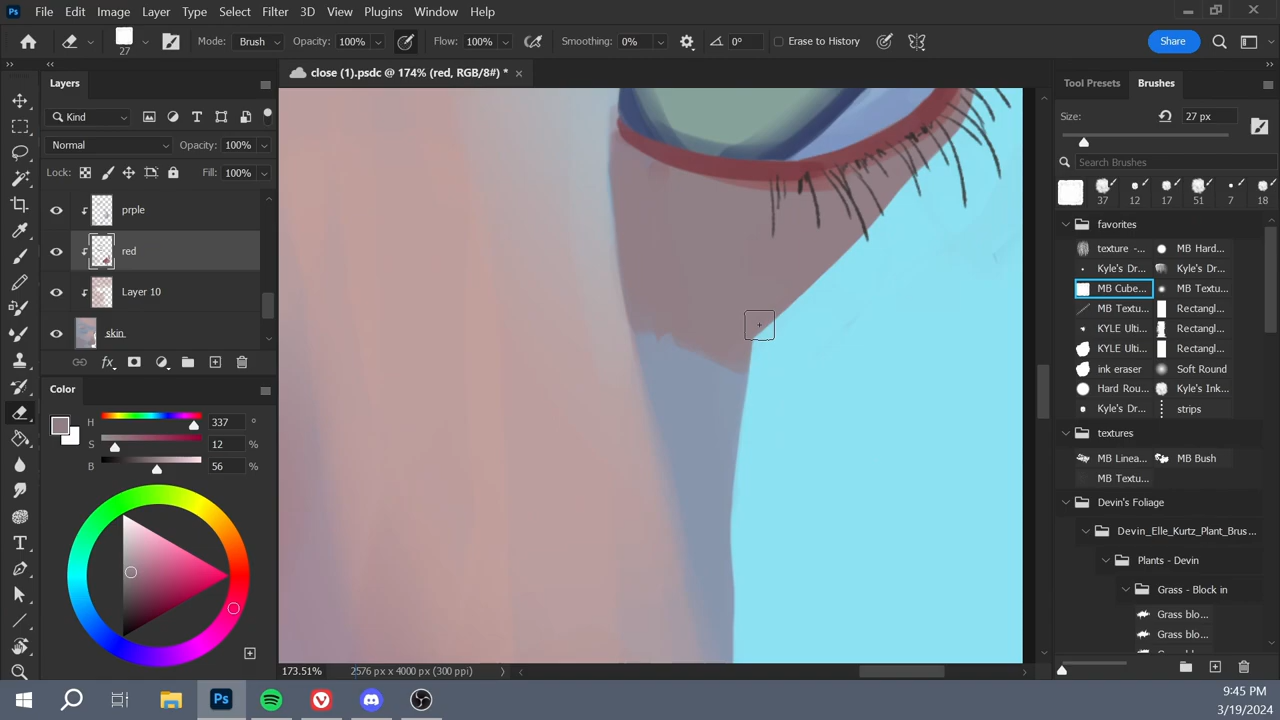 Ps File Edit Image Layer Type Select Filter 3D View Plugins Window Help
27 Mode: Brush Opacity: 100% Flow: 100% Smoothing: 0% 0° Erase to History Share
Layers
close (1).psdc @ 174% (red, RGB/8#) *
Tool Presets Brushes
Kind
Size: 27 px
Normal Opacity: 100%
Search Brushes
Lock: Fill: 100%
37 12 17 51 7 18
prple
favorites
red
texture -... MB Hard...
Kyle's Dr... Kyle's Dr...
Layer 10
MB Cube... MB Textu...
MB Textu... Rectangl...
skin
KYLE Ulti... Rectangl...
KYLE Ulti... Rectangl...
fx
ink eraser Soft Round
Color
Hard Rou... Kyle's Ink...
H 337 °
Kyle's Dr... strips
S 12 %
textures
B 56 %
MB Linea... MB Bush
MB Textu...
Devin's Foliage
Devin_Elle_Kurtz_Plant_Brus...
Plants - Devin
Grass - Block in
Grass blo...
Grass blo...
173.51% 2576 px x 4000 px (300 ppi)
Ps
9:45 PM
3/19/2024